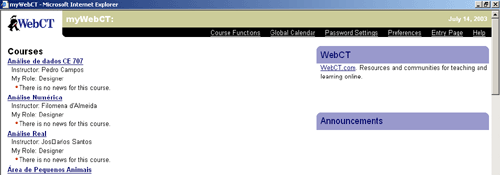 myWebCT - Microsoft Internet Explorer
WebCT
myWebCT:
July 14, 2003
Course Functions Global Calendar Password Settings Preferences Entry Page Help
Courses
Análise de dados CE 707
Instructor: Pedro Campos
My Role: Designer
There is no news for this course.
Análise Numérica
Instructor: Filomena d'Almeida
My Role: Designer
There is no news for this course.
Análise Real
Instructor: JosDarios Santos
My Role: Designer
There is no news for this course.
Área de Pequenos Animais
WebCT
WebCT.com. Resources and communities for teaching and
learning online.
Announcements